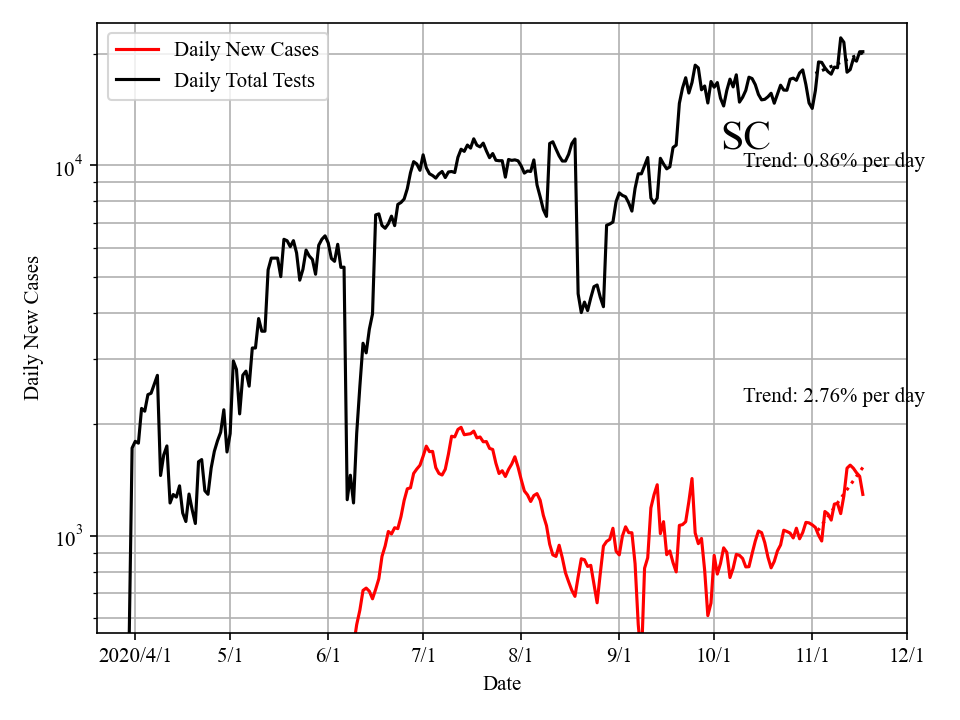 Daily New Cases
Daily Total Tests
SC
Trend: 0.86% per day
Trend: 2.76% per day
10^4
10^3
Daily New Cases
2020/4/1 5/1 6/1 7/1 8/1 9/1 10/1 11/1 12/1
Date